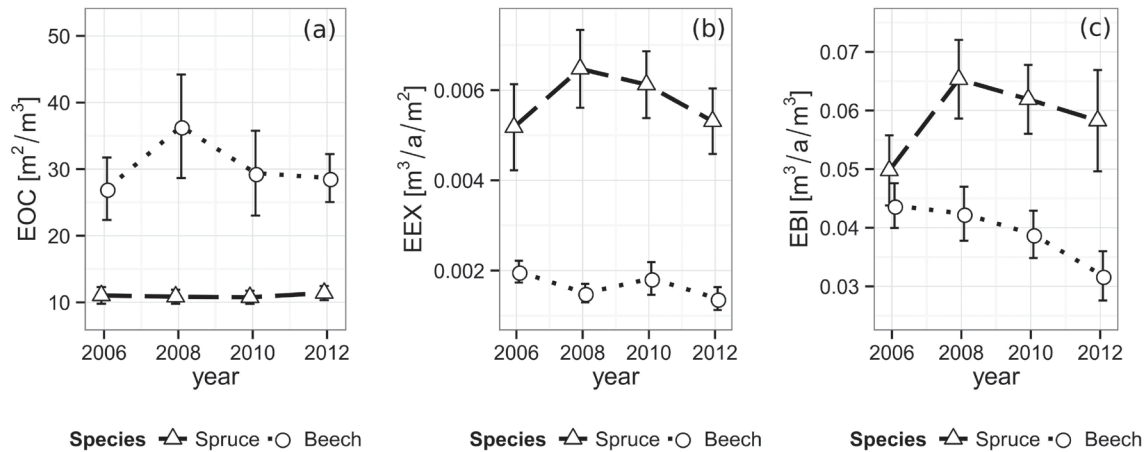 (a)
EOC [m²/m³]
50
40
30
20
10
2006 2008 2010 2012
year
Species Spruce Beech
(b)
EEX [m³/a/m²]
0.006
0.004
0.002
2006 2008 2010 2012
year
Species Spruce Beech
(c)
EBI [m³/a/m³]
0.07
0.06
0.05
0.04
0.03
2006 2008 2010 2012
year
Species Spruce Beech